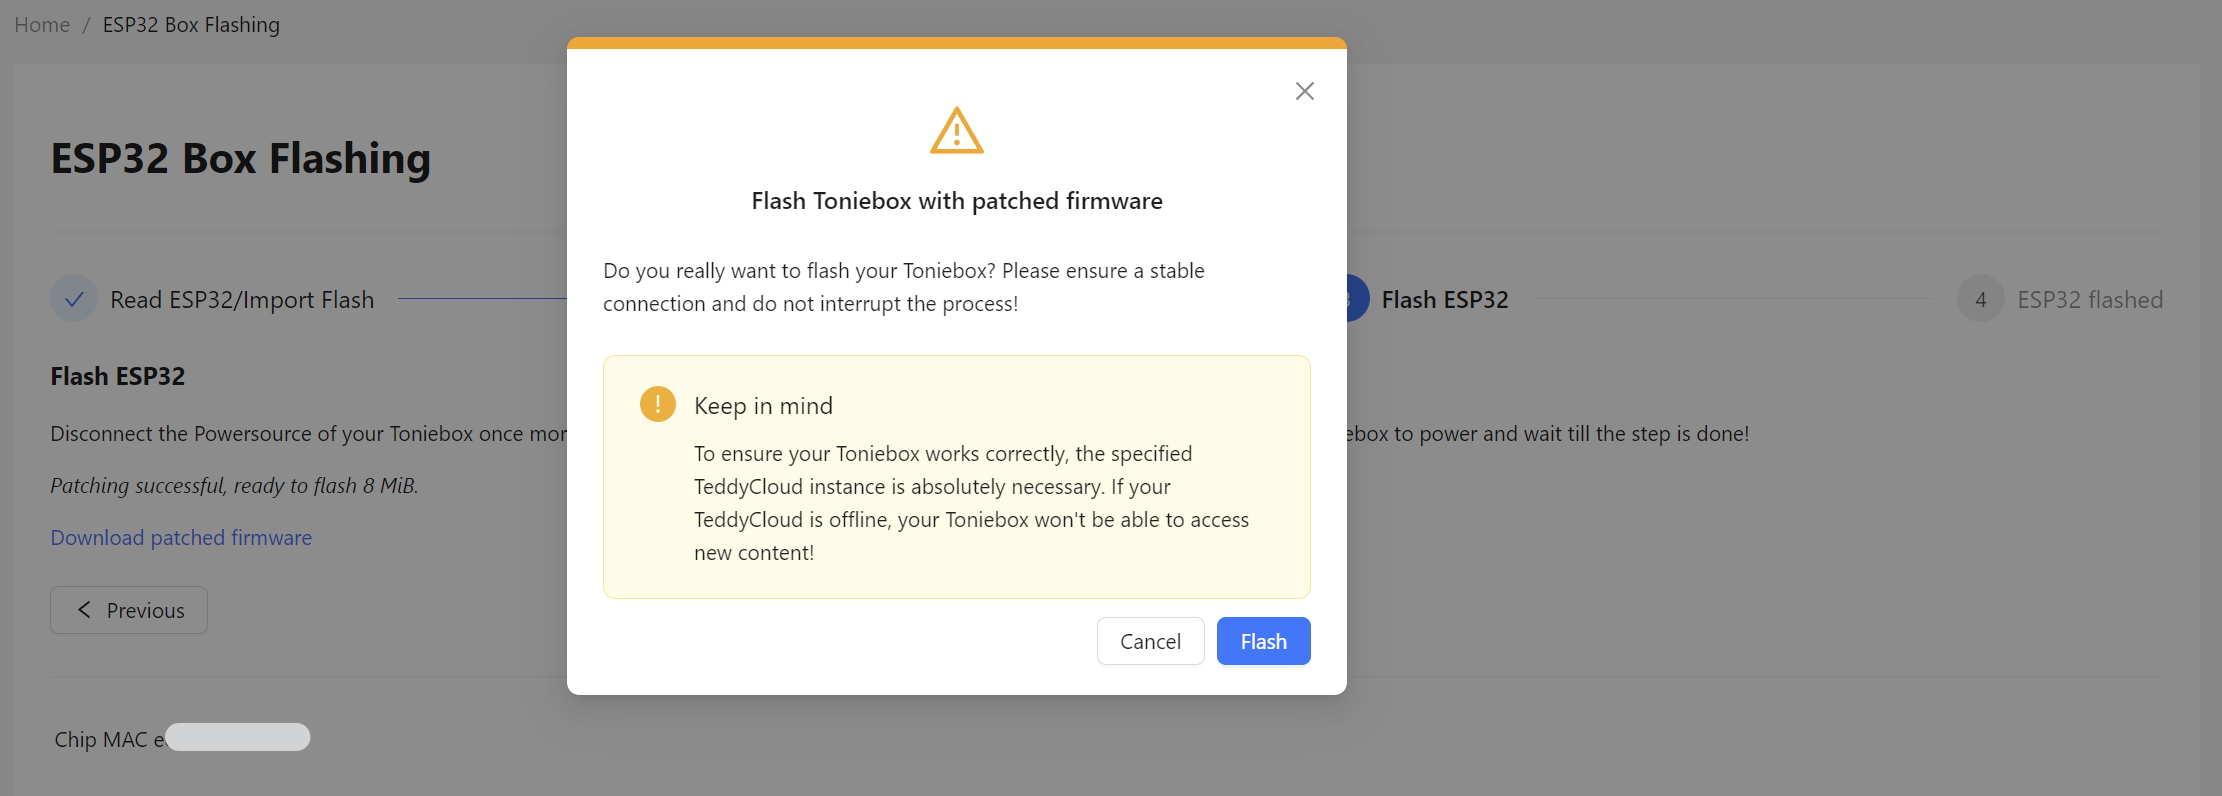 Home / ESP32 Box Flashing
ESP32 Box Flashing
Read ESP32/Import Flash
Flash ESP32
4 ESP32 flashed
Flash ESP32
Disconnect the Powersource of your Toniebox once
to power and wait till the step is done!
Patching successful, ready to flash 8 MiB.
Download patched firmware
Previous
Chip MAC
Flash Toniebox with patched firmware
Do you really want to flash your Toniebox? Please ensure a stable
connection and do not interrupt the process!
Keep in mind
To ensure your Toniebox works correctly, the specified
TeddyCloud instance is absolutely necessary. If your
TeddyCloud is offline, your Toniebox won't be able to access
new content!
Cancel
Flash